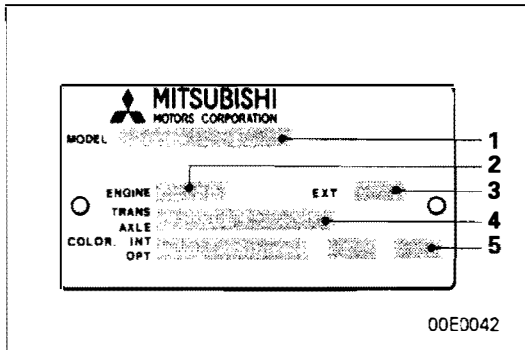 MITSUBISHI
MOTORS CORPORATION
MODEL 1
2
ENGINE EXT 3
TRANS 4
AXLE
COLOR. INT 5
OPT
00E0042